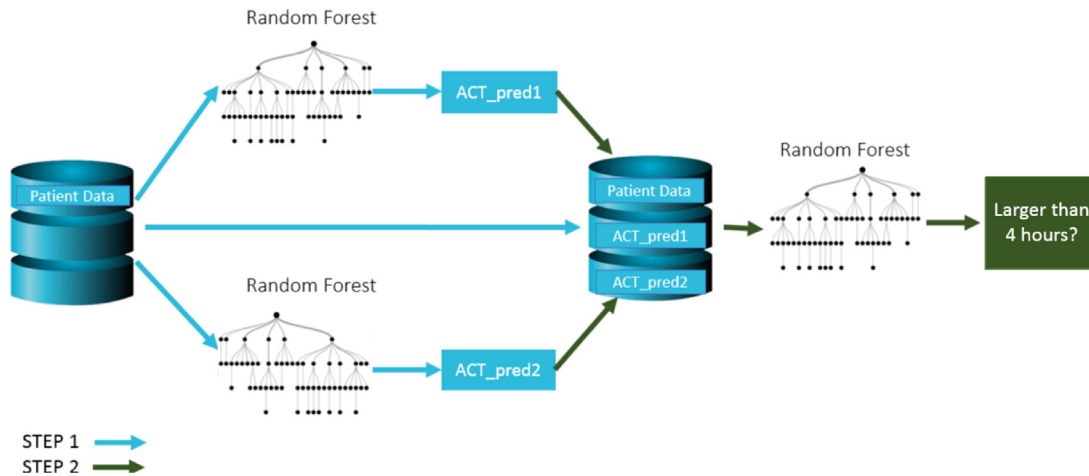 Random Forest
ACT_pred1
Random Forest
Patient Data
Patient Data
ACT_pred1
Larger than
4 hours?
ACT_pred2
Random Forest
ACT_pred2
STEP 1
STEP 2